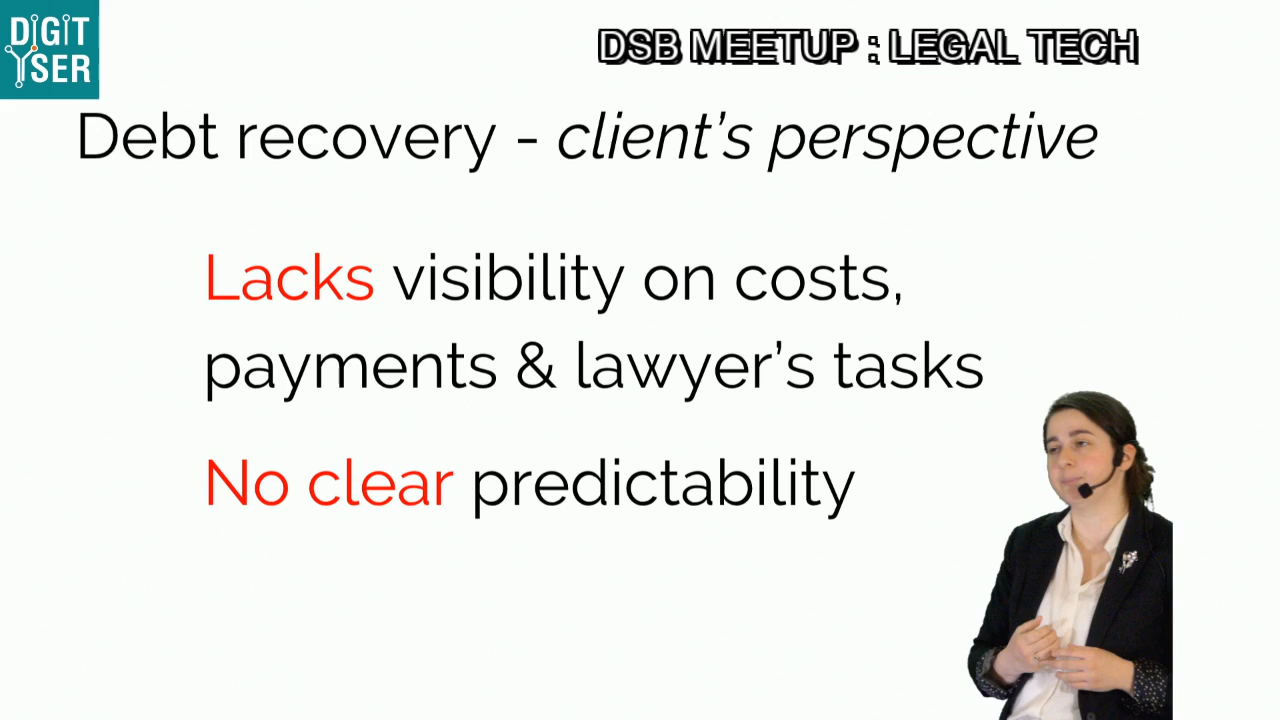 DIGIT
YSER
DSB MEETUP : LEGAL TECH
Debt recovery - client's perspective
Lacks visibility on costs,
payments & lawyer's tasks
No clear predictability